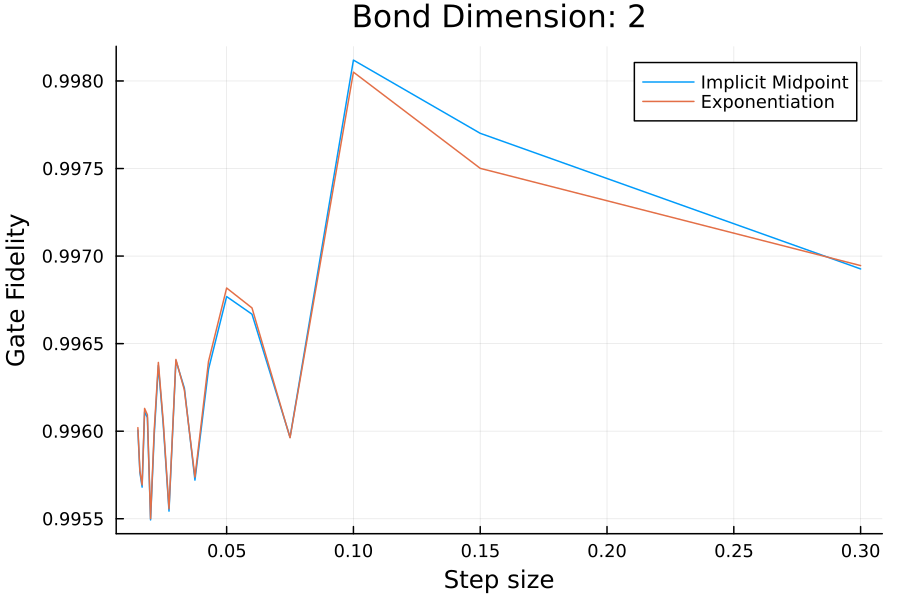 Bond Dimension: 2
Implicit Midpoint
Exponentiation
Gate Fidelity
0.9980
0.9975
0.9970
0.9965
0.9960
0.9955
0.05 0.10 0.15 0.20 0.25 0.30
Step size